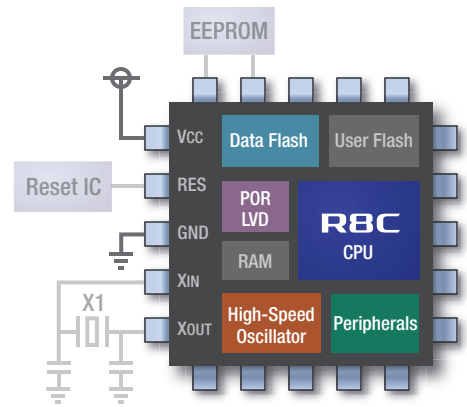 EEPROM
VCC
Data Flash
User Flash
Reset iC
RES
POR
LVD
R8C
CPU
GND
RAM
XIN
X1
XOUT
High-Speed
Oscillator
Peripherals